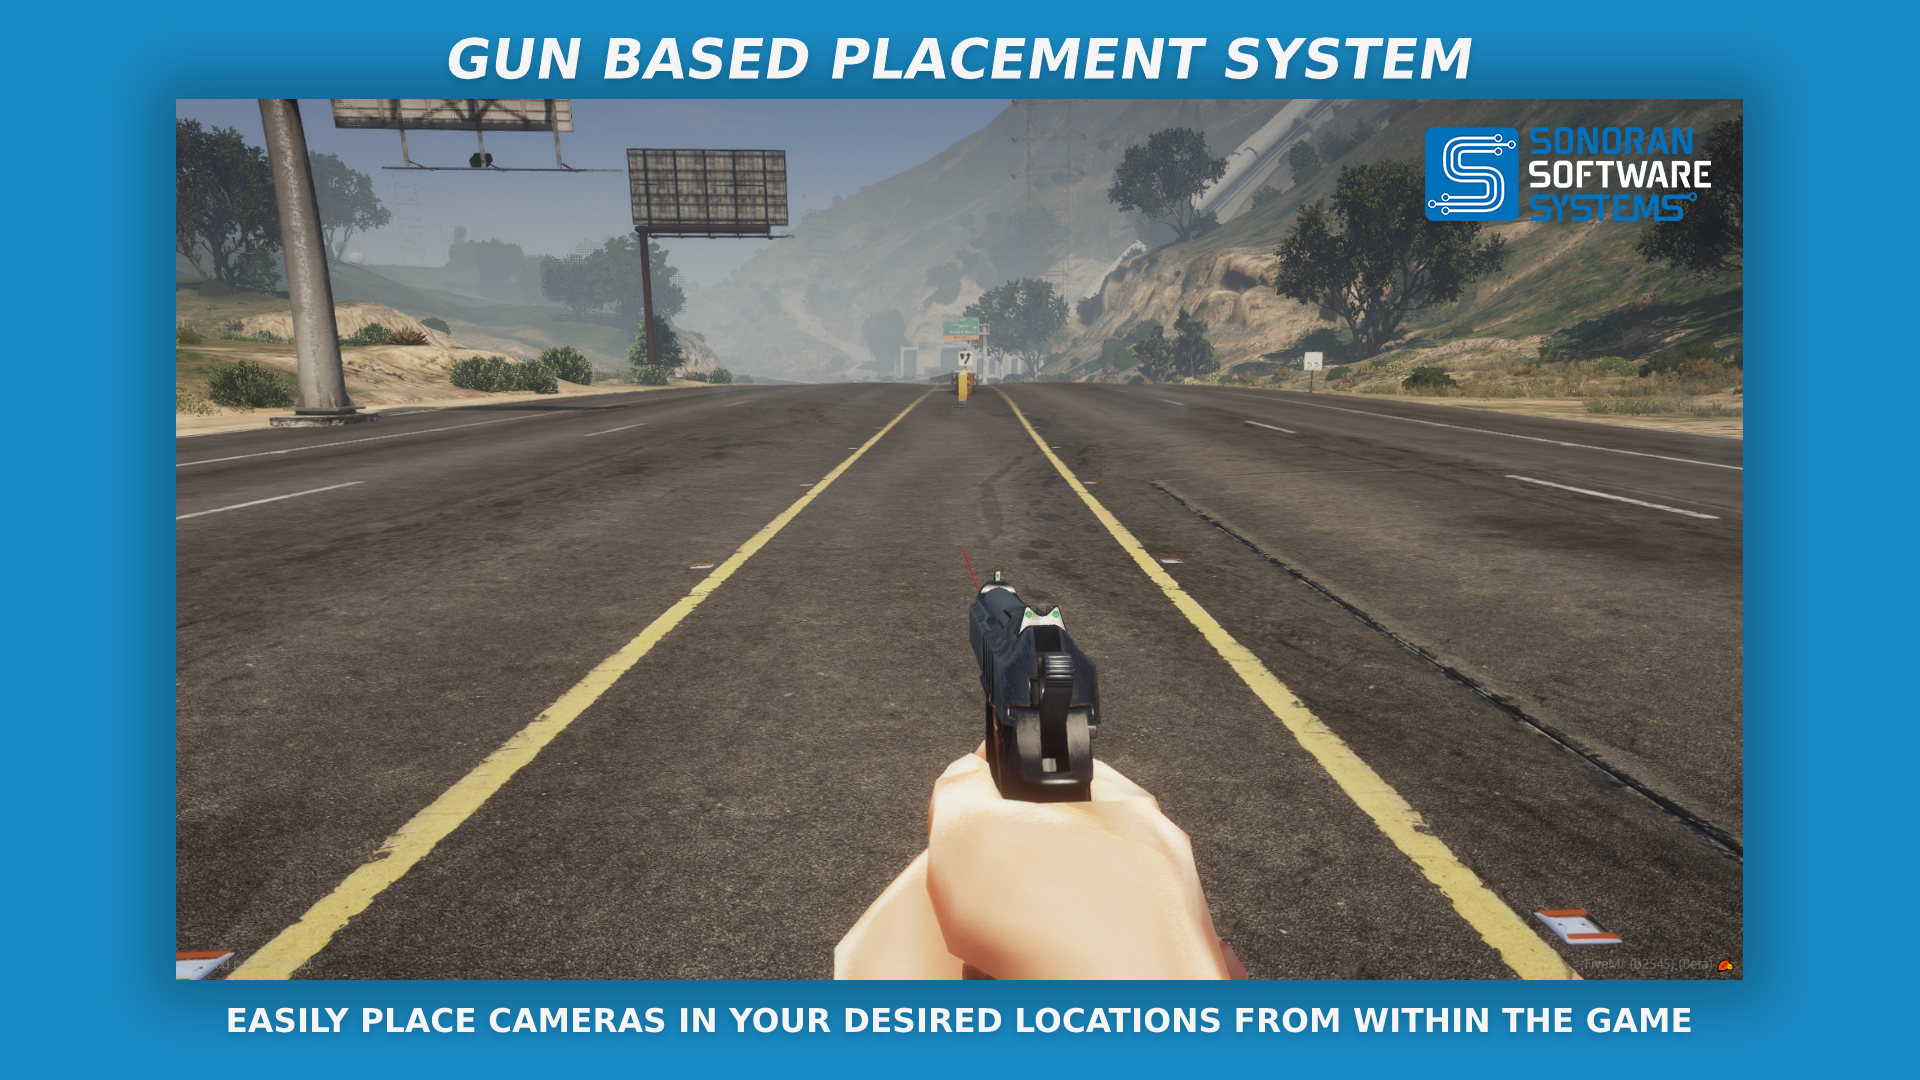 GUN BASED PLACEMENT SYSTEM
SONORAN
SOFTWARE
SYSTEMS
FiveM (b2545) (Beta)
EASILY PLACE CAMERAS IN YOUR DESIRED LOCATIONS FROM WITHIN THE GAME